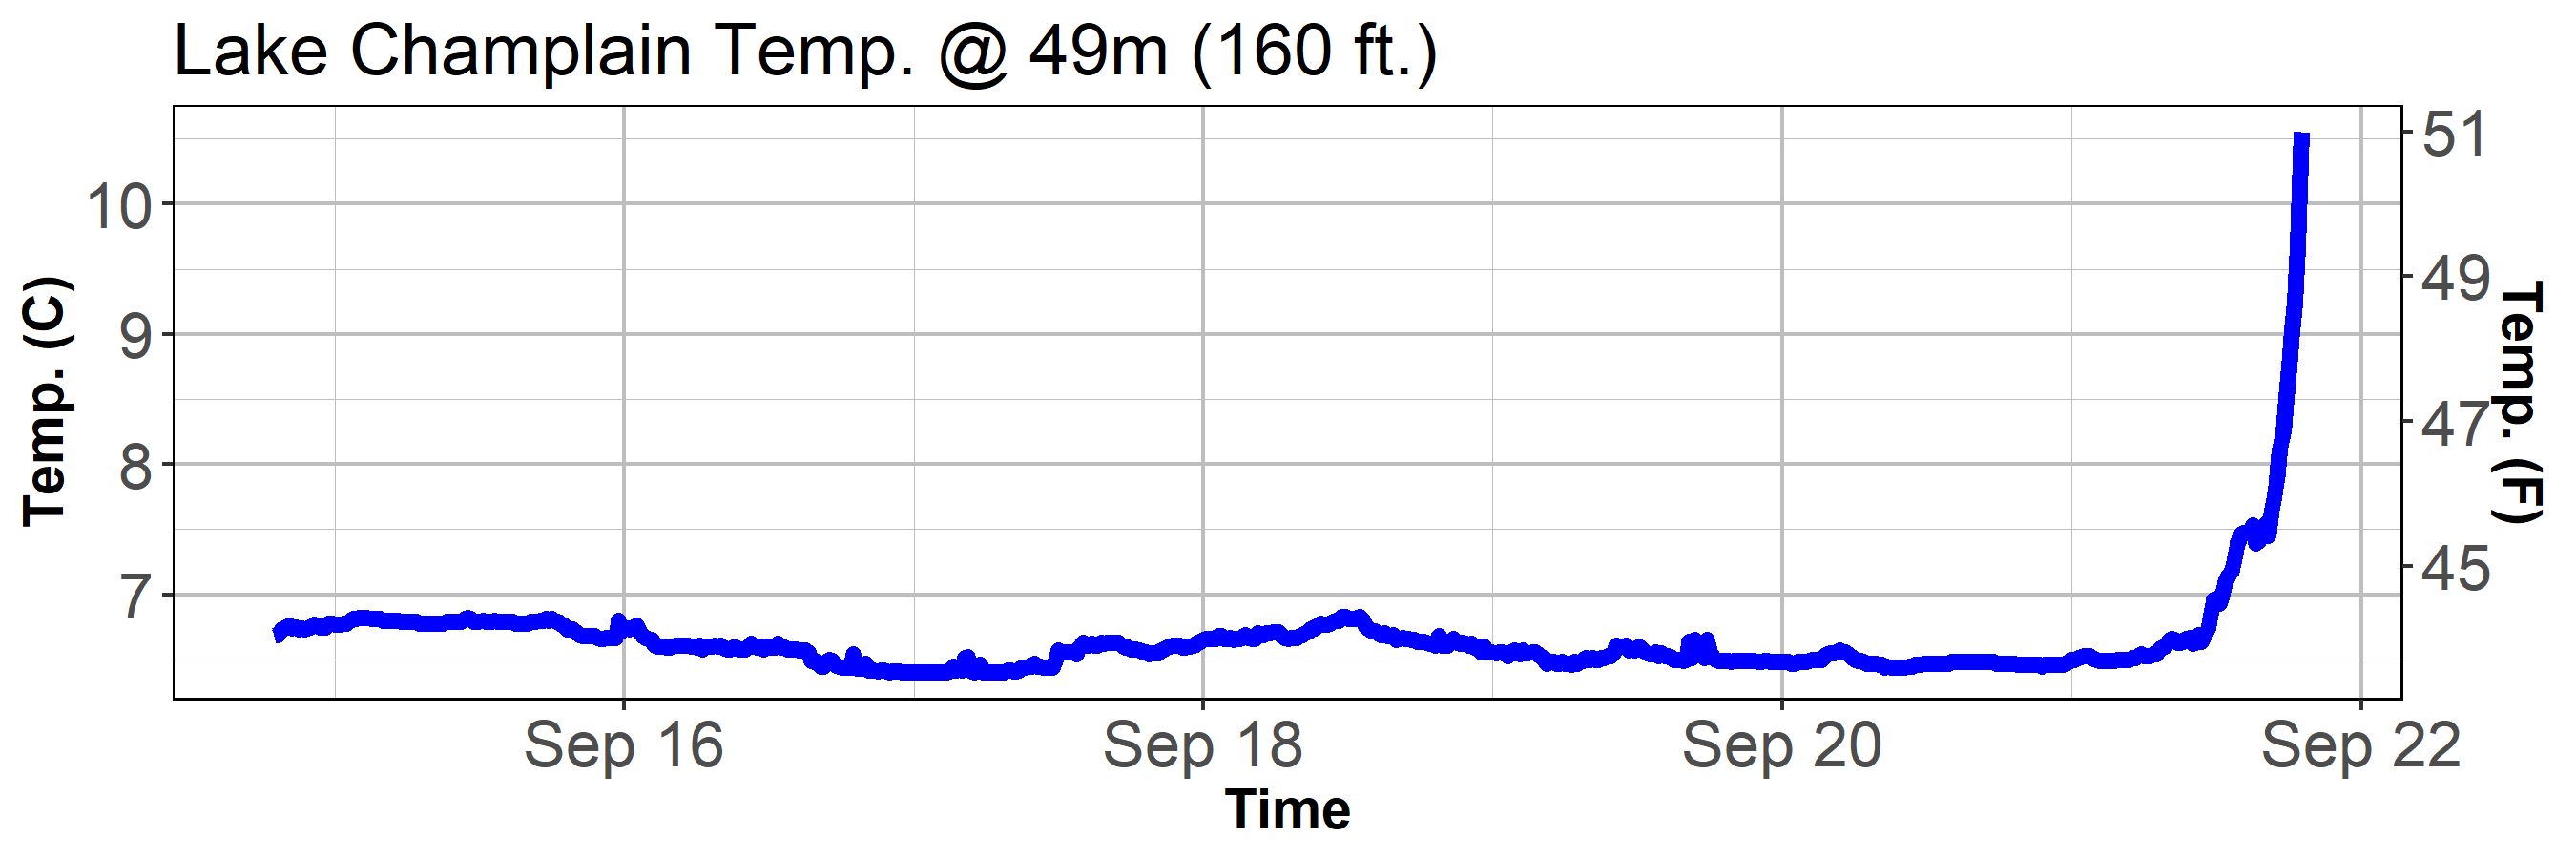 Lake Champlain Temp. @ 49m (160 ft.)
Temp. (C)
10
9
8
7
51
49
47
45
Temp. (F)
Sep 16 Sep 18 Sep 20 Sep 22
Time